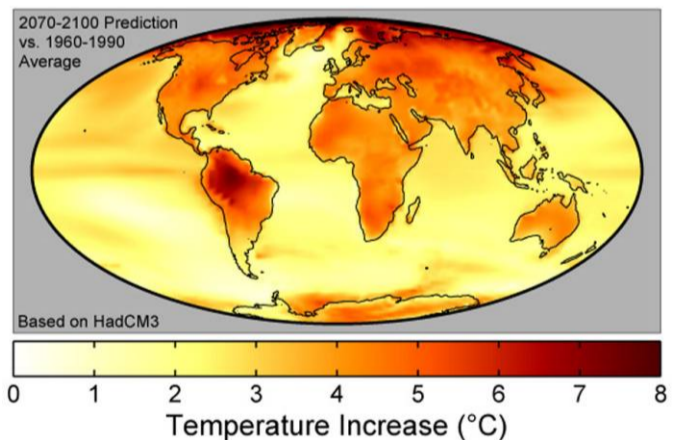 2070-2100 Prediction
vs. 1960-1990
Average
Based on HadCM3
0 1 2 3 4 5 6 7 8
Temperature Increase (°C)